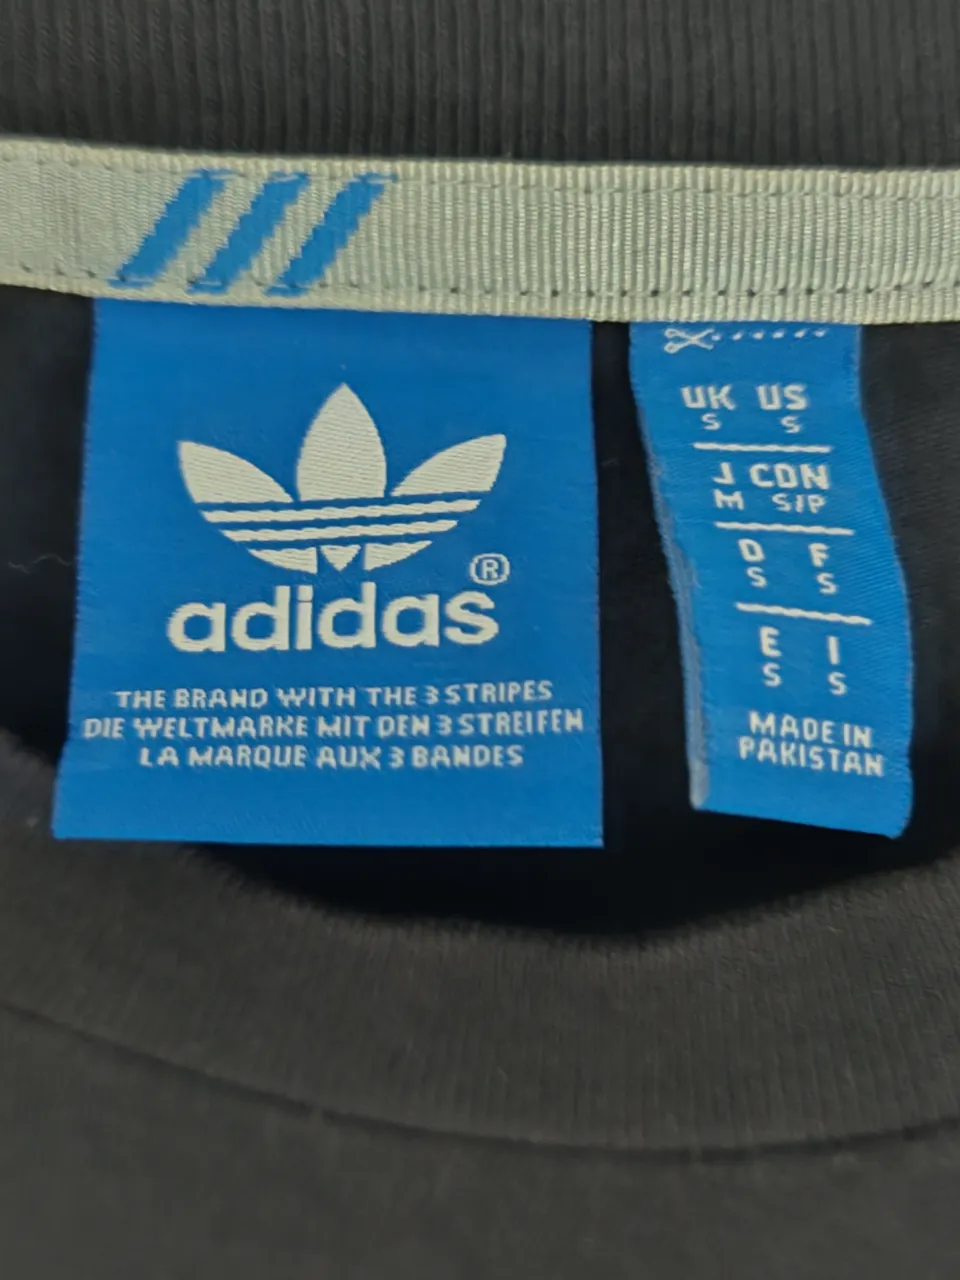 adidas®
THE BRAND WITH THE 3 STRIPES
DIE WELTMARKE MIT DEN 3 STREIFEN
LA MARQUE AUX 3 BANDES
UK US
S S
J CDN
M S/P
D F
S S
E I
S S
MADE IN
PAKISTAN